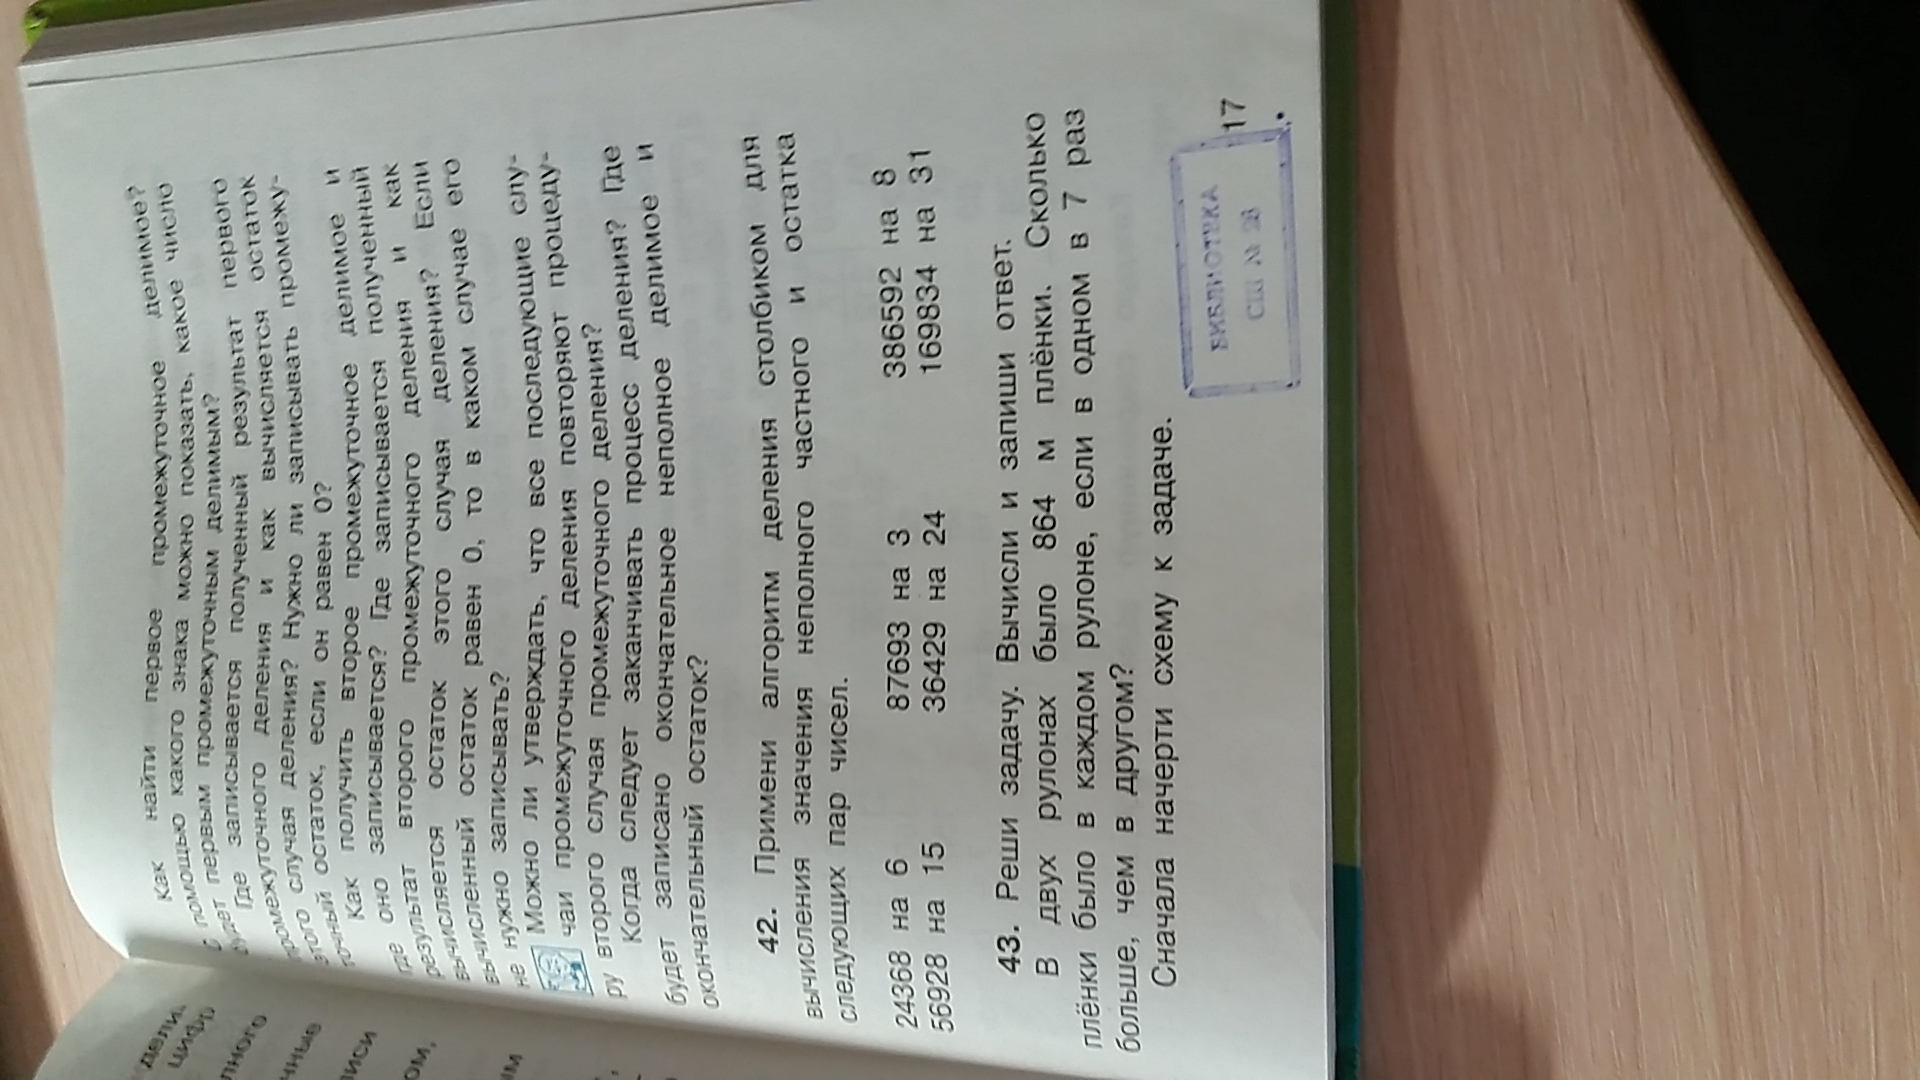 Как найти первое промежуточное делимое?
С помощью какого знака можно показать, какое число
будет первым промежуточным делимым?
Где записывается полученный результат первого
промежуточного деления и как вычисляется остаток
этого случая деления? Нужно ли записывать промежу-
точный остаток, если он равен 0?
Как получить второе промежуточное делимое и
где оно записывается? Где записывается полученный
результат второго промежуточного деления и как
вычисляется остаток этого случая деления? Если
вычисленный остаток равен 0, то в каком случае его
не нужно записывать?
Можно ли утверждать, что все последующие слу-
чаи промежуточного деления повторяют процеду-
ру второго случая промежуточного деления?
Когда следует заканчивать процесс деления? Где
будет записано окончательное неполное делимое и
окончательный остаток?
42. Примени алгоритм деления столбиком для
вычисления значения неполного частного и остатка
следующих пар чисел.
24368 на 6 87693 на 3 386592 на 8
56928 на 15 36429 на 24 169834 на 31
43. Реши задачу. Вычисли и запиши ответ.
В двух рулонах было 864 м плёнки. Сколько
плёнки было в каждом рулоне, если в одном в 7 раз
больше, чем в другом?
Сначала начерти схему к задаче.
17
БИБЛИОТЕКА
СШ №
дели.
цифр